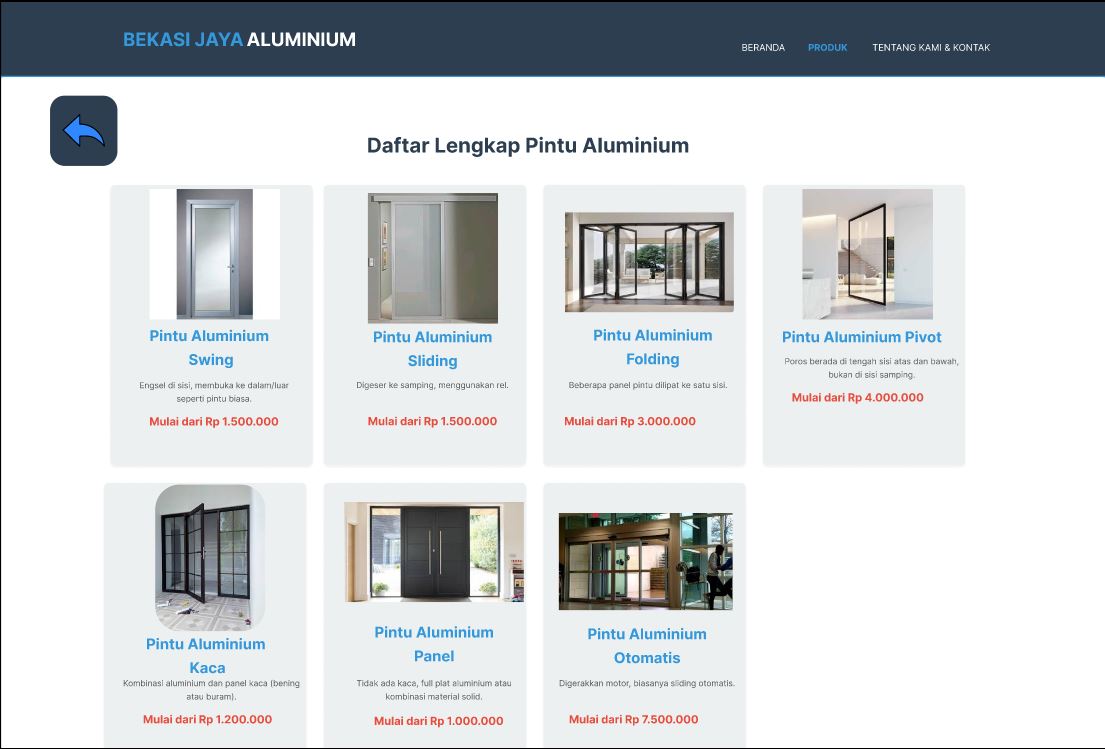 BEKASI JAYA ALUMINIUM
BERANDA
PRODUK
TENTANG KAMI & KONTAK
Daftar Lengkap Pintu Aluminium
Pintu Aluminium
Swing
Engsel di sisi, membuka ke dalam/luar
seperti pintu biasa.
Mulai dari Rp 1.500.000
Pintu Aluminium
Sliding
Digeser ke samping, menggunakan rel.
Mulai dari Rp 1.500.000
Pintu Aluminium
Folding
Beberapa panel pintu dilipat ke satu sisi.
Mulai dari Rp 3.000.000
Pintu Aluminium Pivot
Poros berada di tengah sisi atas dan bawah,
bukan di sisi samping.
Mulai dari Rp 4.000.000
Pintu Aluminium
Kaca
Kombinasi aluminium dan panel kaca (bening
atau buram).
Mulai dari Rp 1.200.000
Pintu Aluminium
Panel
Tidak ada kaca, full plat aluminium atau
kombinasi material solid.
Mulai dari Rp 1.000.000
Pintu Aluminium
Otomatis
Digerakkan motor, biasanya sliding otomatis.
Mulai dari Rp 7.500.000